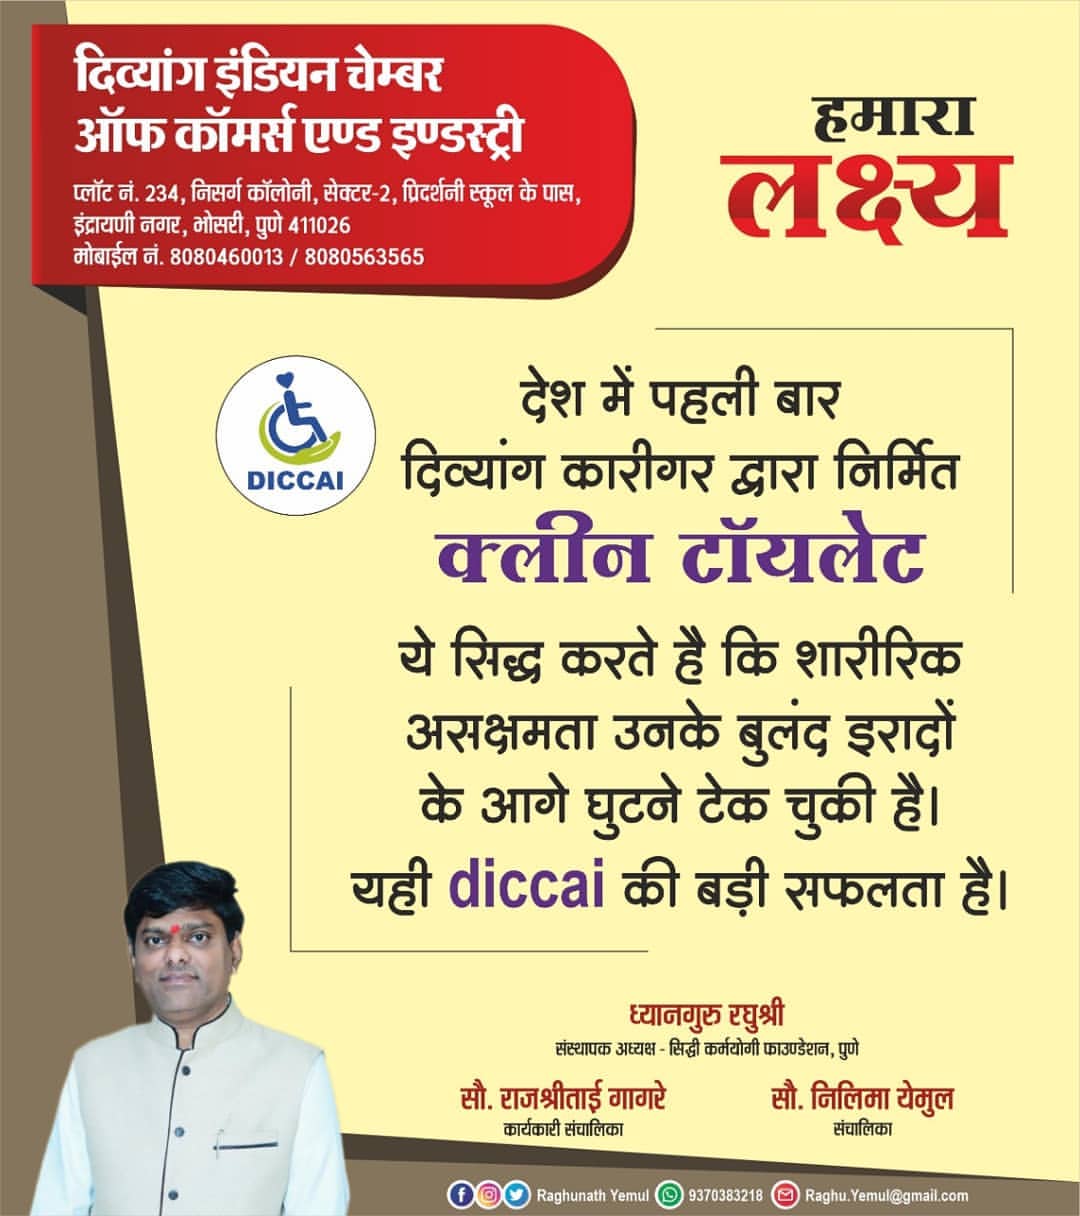 दिव्यांग इंडियन चेम्बर
ऑफ कॉमर्स एण्ड इण्डस्ट्री
प्लॉट नं. 234, निसर्ग कॉलोनी, सेक्टर-2, प्रिदर्शनी स्कूल के पास,
इंद्रायणी नगर, भोसरी, पुणे 411026
मोबाईल नं. 8080460013 / 8080563565
हमारा
लक्ष्य
DICCAI
देश में पहली बार
दिव्यांग कारीगर द्वारा निर्मित
क्लीन टॉयलेट
ये सिद्ध करते है कि शारीरिक
असक्षमता उनके बुलंद इरादों
के आगे घुटने टेक चुकी है।
यही diccai की बड़ी सफलता है।
ध्यानगुरु रघुश्री
संस्थापक अध्यक्ष - सिद्धी कर्मयोगी फाउण्डेशन, पुणे
सौ. राजश्रीताई गागरे
कार्यकारी संचालिका
सौ. निलिमा येमुल
संचालिका
Raghunath Yemul 9370383218 Raghu.Yemul@gmail.com